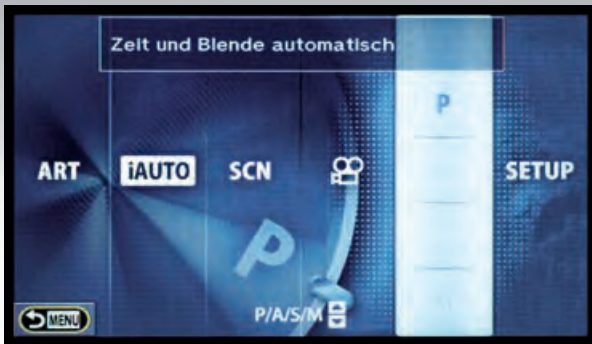 Zeit und Blende automatisch
P
ART iAUTO SCN SETUP
P
P/A/S/M
MENU